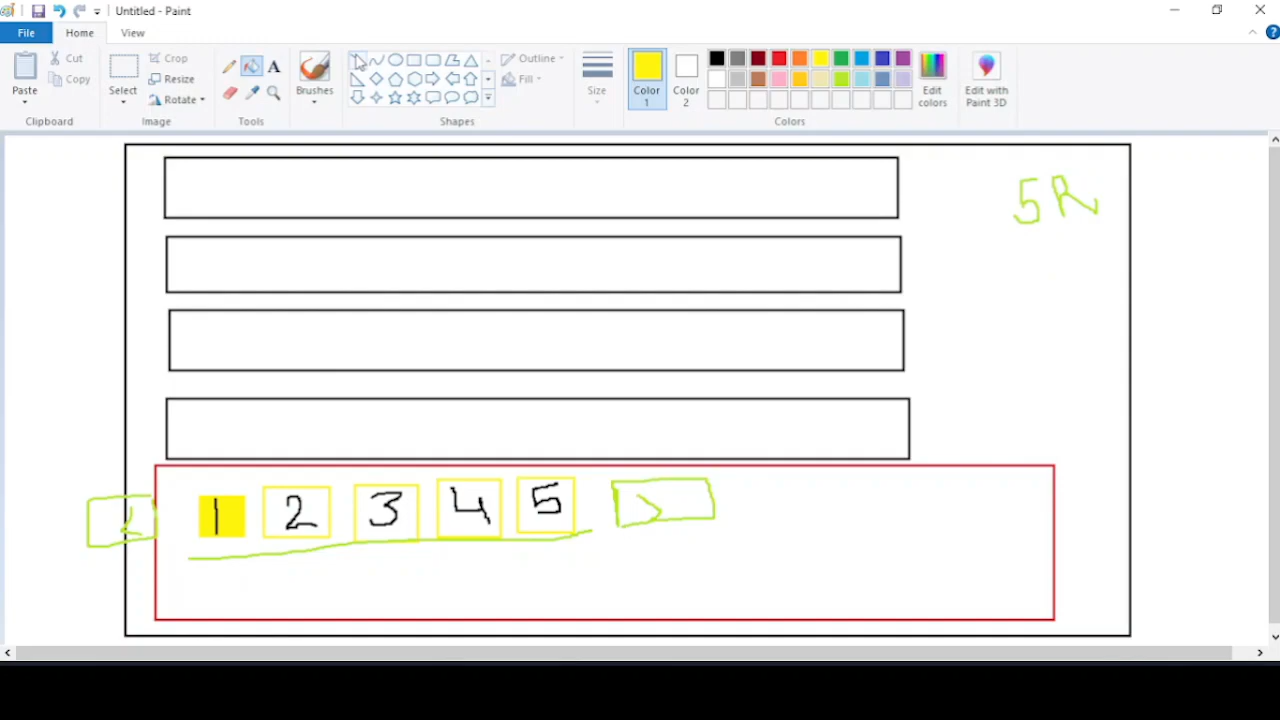 Untitled - Paint
File Home View
Paste
Cut
Copy
Clipboard
Select
Crop
Resize
Rotate
Image
A
Tools
Brushes
Outline
Fill
Shapes
Size
Color 1
Color 2
Edit colors
Colors
Edit with Paint 3D
5R
< 1 2 3 4 5 >